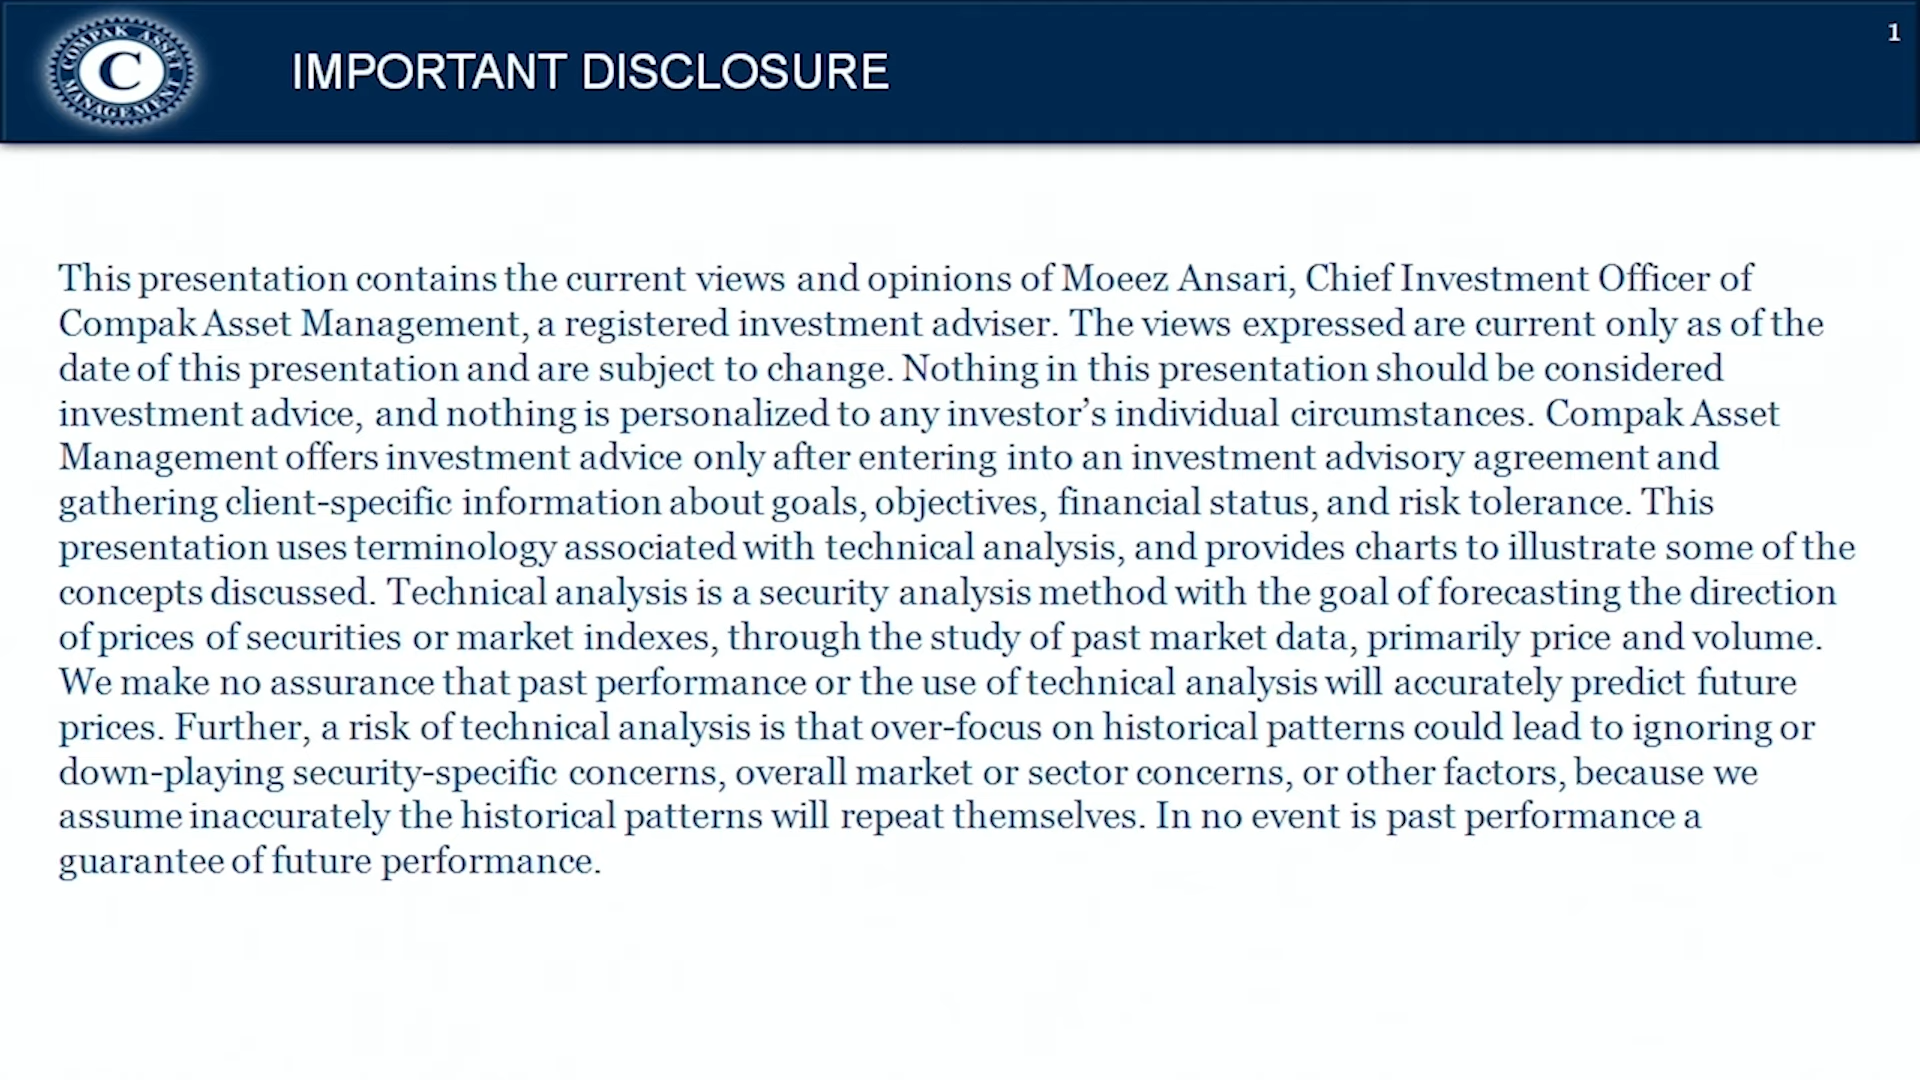 COMPAK ASSET
C
MANAGEMENT
IMPORTANT DISCLOSURE
1
This presentation contains the current views and opinions of Moeez Ansari, Chief Investment Officer of
Compak Asset Management, a registered investment adviser. The views expressed are current only as of the
date of this presentation and are subject to change. Nothing in this presentation should be considered
investment advice, and nothing is personalized to any investor’s individual circumstances. Compak Asset
Management offers investment advice only after entering into an investment advisory agreement and
gathering client-specific information about goals, objectives, financial status, and risk tolerance. This
presentation uses terminology associated with technical analysis, and provides charts to illustrate some of the
concepts discussed. Technical analysis is a security analysis method with the goal of forecasting the direction
of prices of securities or market indexes, through the study of past market data, primarily price and volume.
We make no assurance that past performance or the use of technical analysis will accurately predict future
prices. Further, a risk of technical analysis is that over-focus on historical patterns could lead to ignoring or
down-playing security-specific concerns, overall market or sector concerns, or other factors, because we
assume inaccurately the historical patterns will repeat themselves. In no event is past performance a
guarantee of future performance.